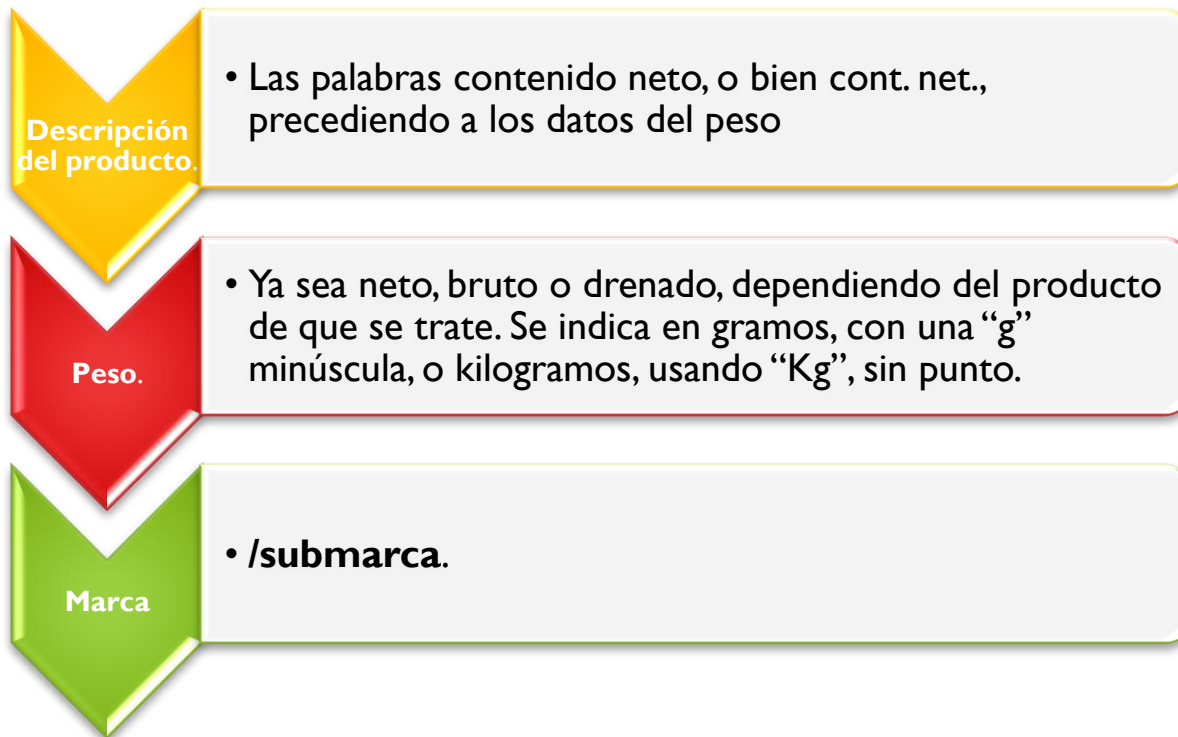 Descripción
del producto.
• Las palabras contenido neto, o bien cont. net.,
precediendo a los datos del peso
Peso.
• Ya sea neto, bruto o drenado, dependiendo del producto
de que se trate. Se indica en gramos, con una “g”
minúscula, o kilogramos, usando “Kg”, sin punto.
Marca
• /submarca.